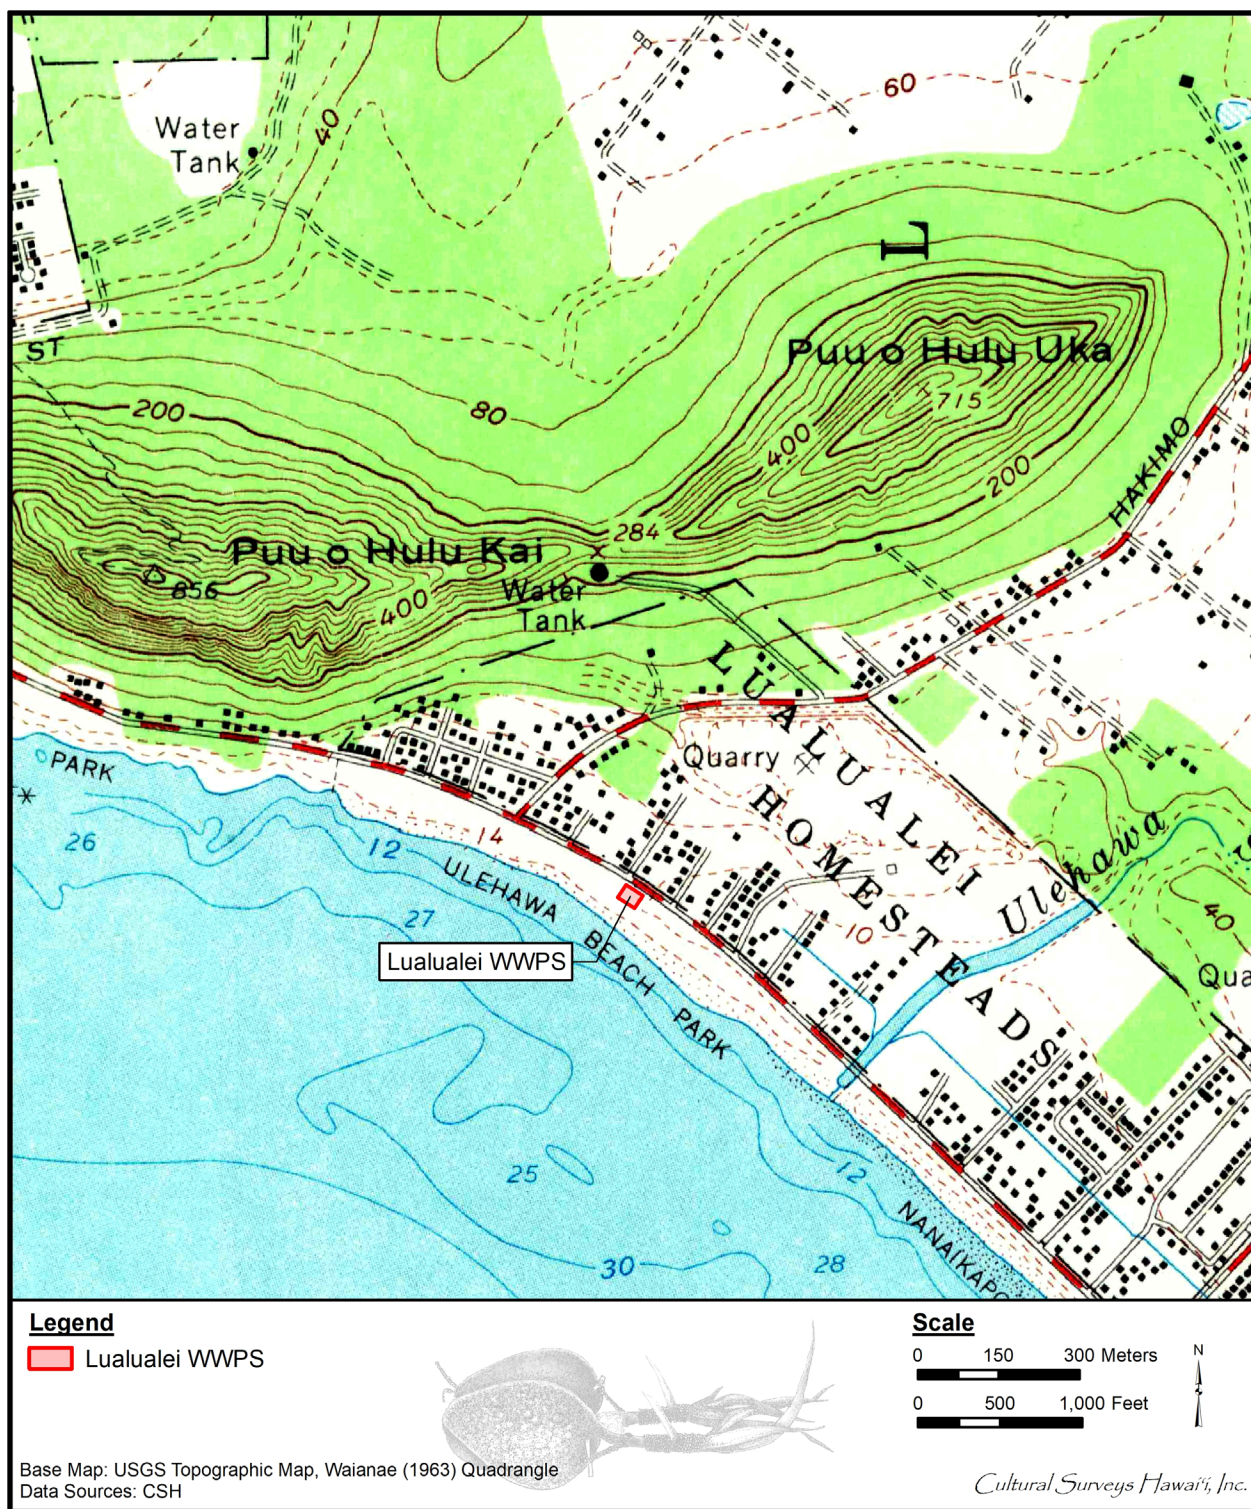 60
40
Water
Tank
L
ST
Puu o Hulu Uka
715
200
80
400
200
HAKIMO
284
Puu o Hulu Kai
856
400
Water
Tank
LUALUALEI
HOMESTEADS
PARK
Quarry
Ulehawa
26
12
14
ULEHAWA BEACH PARK
27
10
40
Lualualei WWPS
Qua
25
12
30
28
NANAIKAPO
Legend
Lualualei WWPS
Scale
0 150 300 Meters
0 500 1,000 Feet
N
Base Map: USGS Topographic Map, Waianae (1963) Quadrangle
Data Sources: CSH
Cultural Surveys Hawaiʻi, Inc.